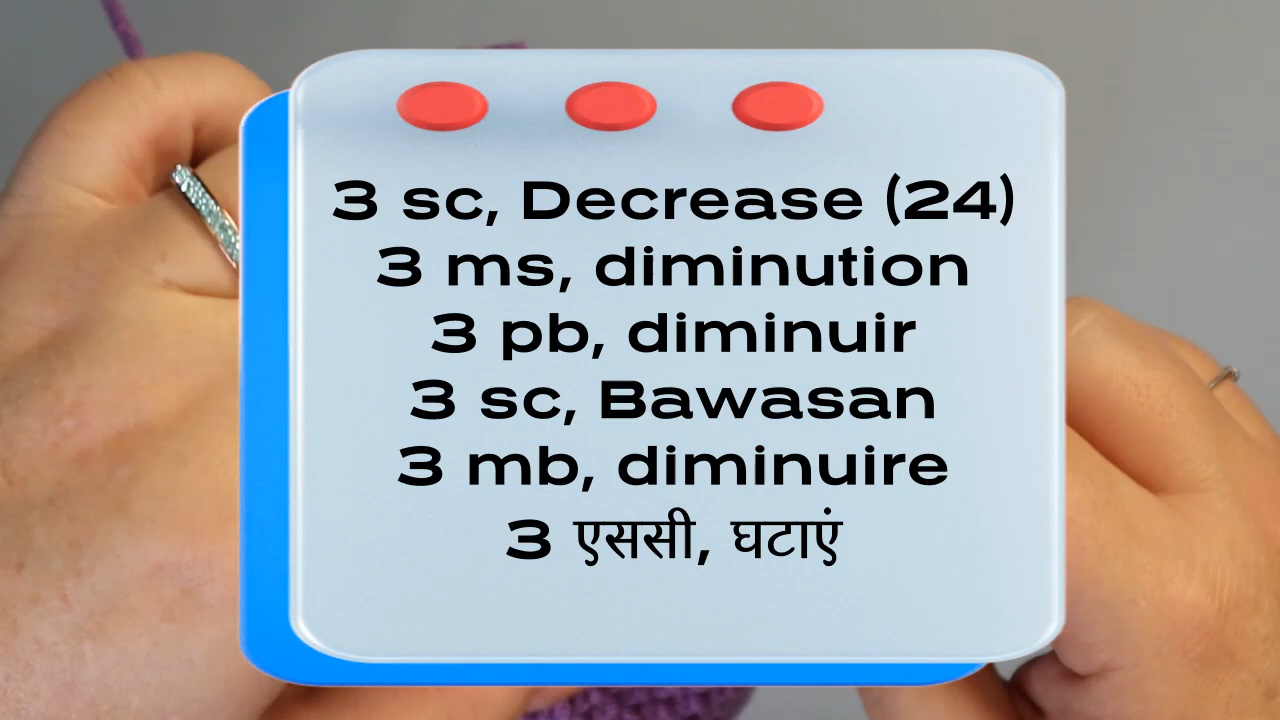 3 sc, Decrease (24)
3 ms, diminution
3 pb, diminuir
3 sc, Bawasan
3 mb, diminuire
3 एससी, घटाएं